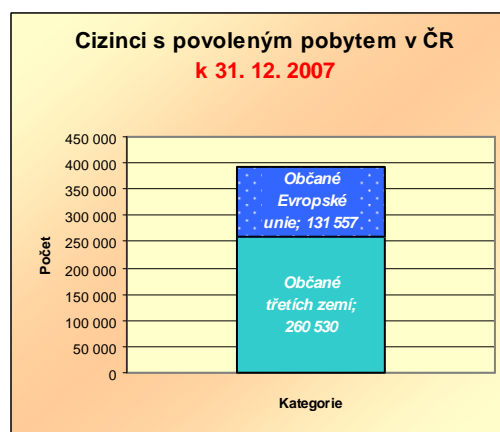 Cizinci s povoleným pobytem v ČR
k 31. 12. 2007
450 000
400 000
350 000
300 000
250 000
200 000
150 000
100 000
50 000
0
Počet
Občané
Evropské
unie; 131 557
Občané
třetích zemí;
260 530
Kategorie